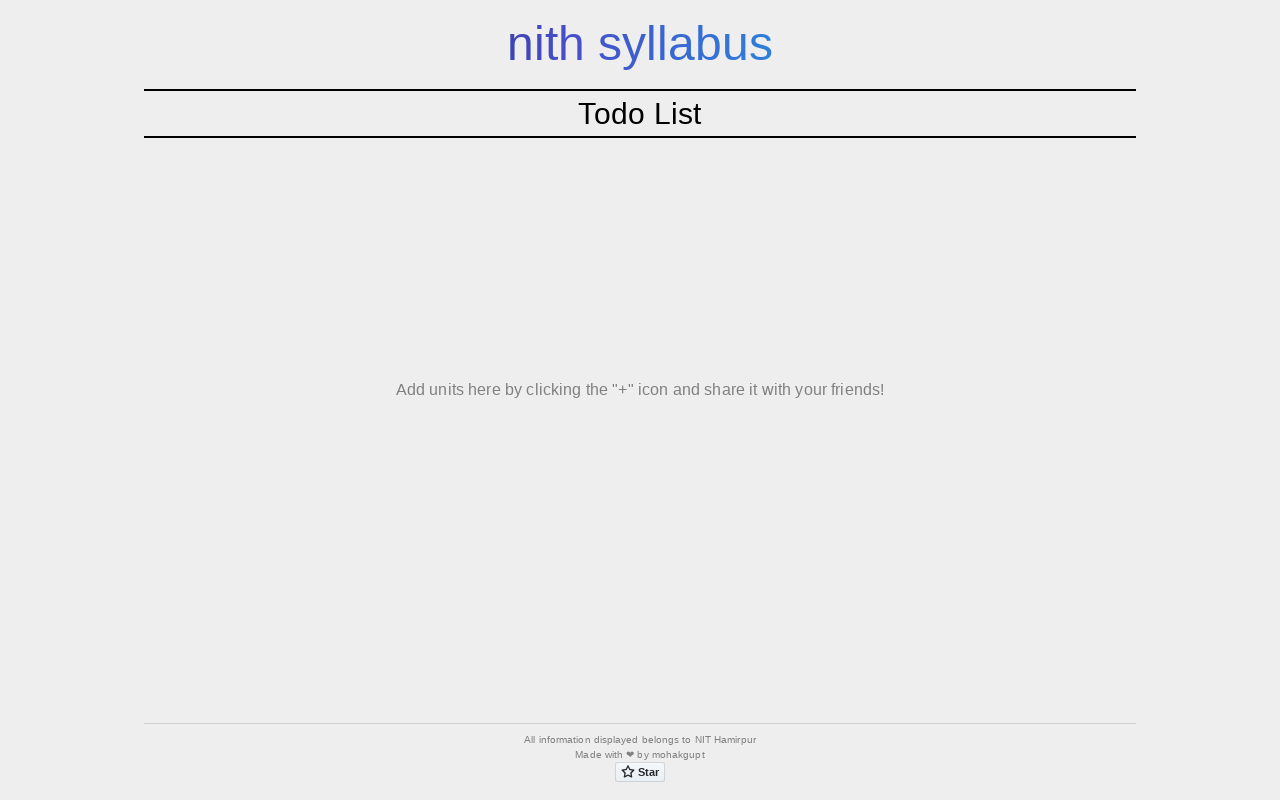 nith syllabus
Todo List
Add units here by clicking the "+" icon and share it with your friends!
All information displayed belongs to NIT Hamirpur
Made with ❤ by mohakgupt
Star